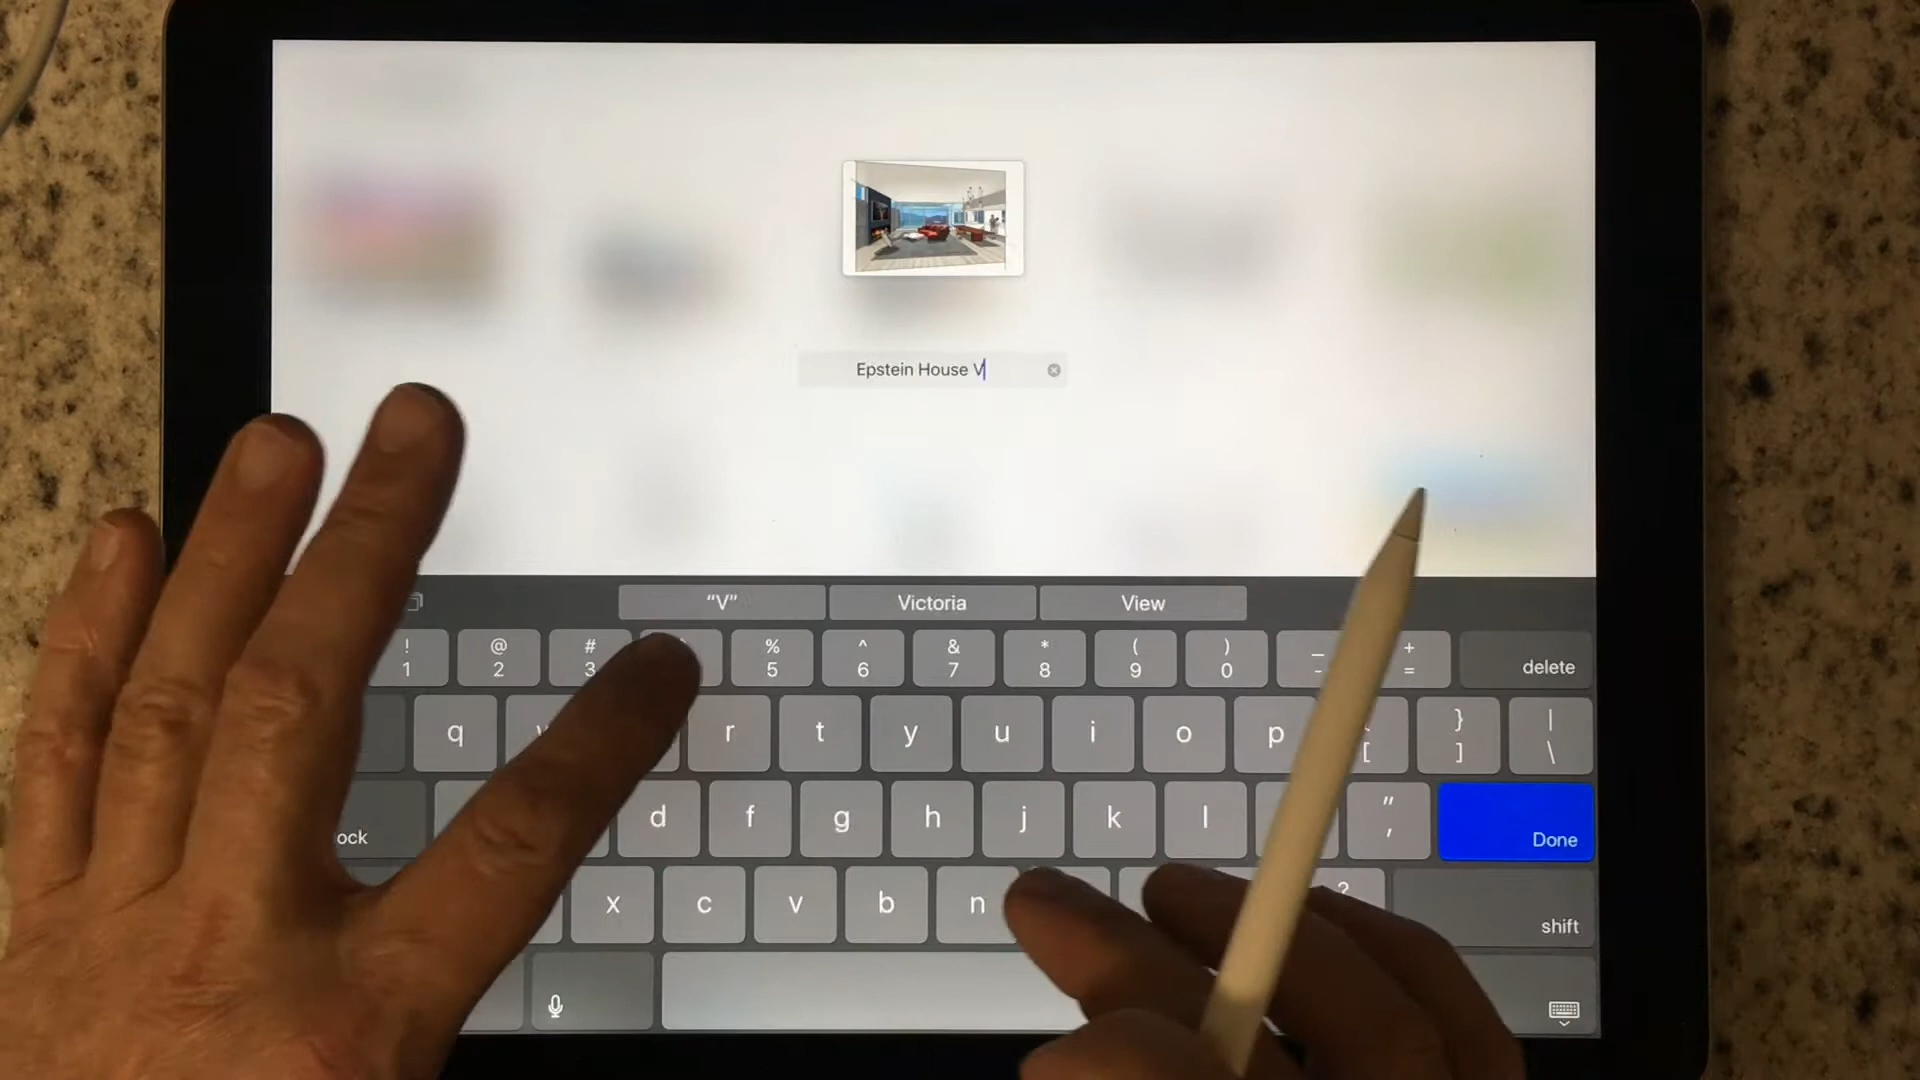 Epstein House V
“V” Victoria View
! @ # % ^ & * ( ) _ +
1 2 3 5 6 7 8 9 0 - = delete
q r t y u i o p [ } ] | \
ock d f g h j k l " , Done
x c v b n ? shift